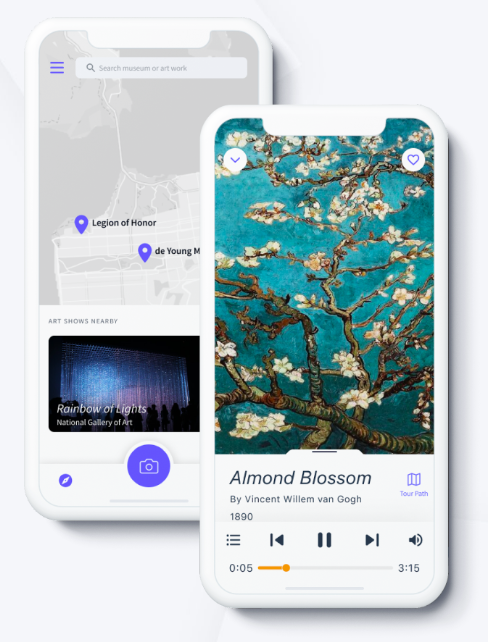 Search museum or art work
Legion of Honor
de Young M
ART SHOWS NEARBY
Rainbow of Lights
National Gallery of Art
Almond Blossom
By Vincent Willem van Gogh
1890
Tour Path
0:05
3:15